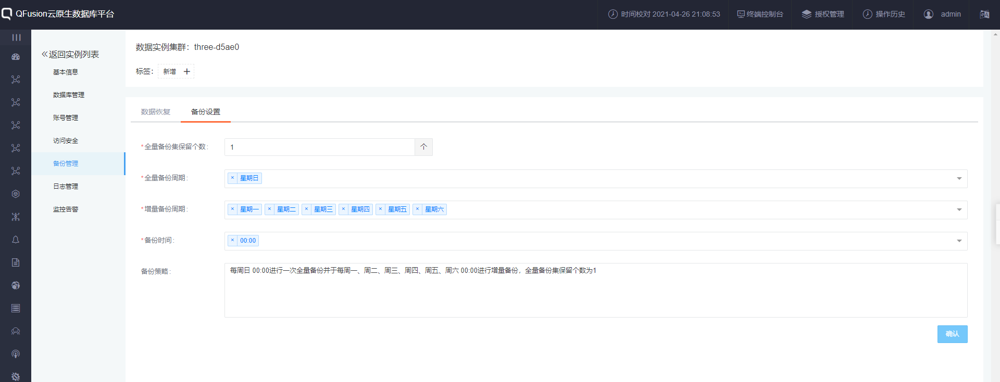 QFusion云原生数据库平台
时间校对 2021-04-26 21:08:53
终端控制台
授权管理
操作历史
admin
返回实例列表
基本信息
数据库管理
账号管理
访问安全
备份管理
日志管理
监控告警
数据实例集群：three-d5ae0
标签：
新增 +
数据恢复
备份设置
*全量备份集保留个数：
1
个
*全量备份周期：
× 星期日
*增量备份周期：
× 星期一 × 星期二 × 星期三 × 星期四 × 星期五 × 星期六
*备份时间：
× 00:00
备份策略：
每周日 00:00进行一次全量备份并于每周一、周二、周三、周四、周五、周六 00:00进行增量备份，全量备份集保留个数为1
确认